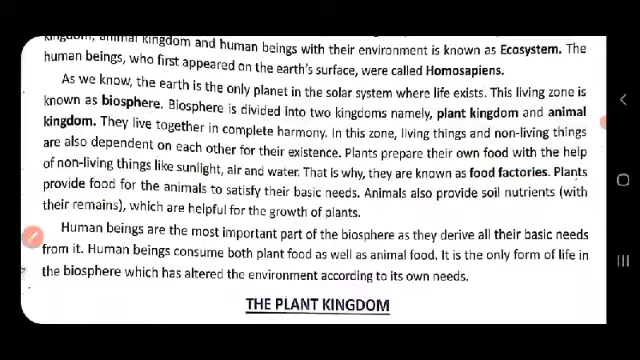 kingdom, animal kingdom and human beings with their environment is known as Ecosystem. The
human beings, who first appeared on the earth's surface, were called Homosapiens.
As we know, the earth is the only planet in the solar system where life exists. This living zone is
known as biosphere. Biosphere is divided into two kingdoms namely, plant kingdom and animal
kingdom. They live together in complete harmony. In this zone, living things and non-living things
are also dependent on each other for their existence. Plants prepare their own food with the help
of non-living things like sunlight, air and water. That is why, they are known as food factories. Plants
provide food for the animals to satisfy their basic needs. Animals also provide soil nutrients (with
their remains), which are helpful for the growth of plants.
Human beings are the most important part of the biosphere as they derive all their basic needs
from it. Human beings consume both plant food as well as animal food. It is the only form of life in
the biosphere which has altered the environment according to its own needs.
THE PLANT KINGDOM